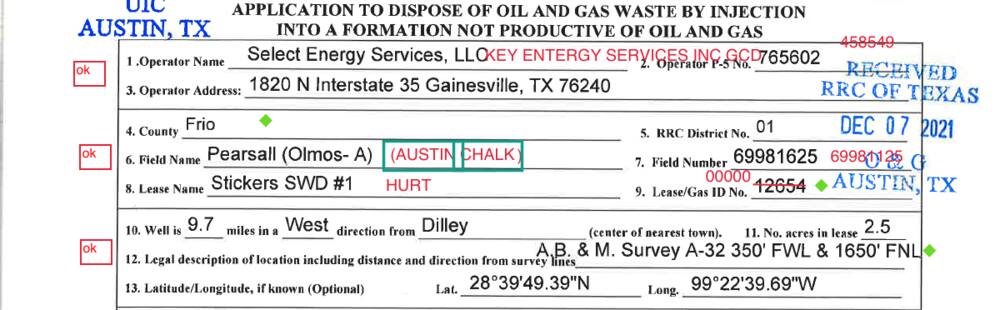 UIC
AUSTIN, TX
APPLICATION TO DISPOSE OF OIL AND GAS WASTE BY INJECTION
INTO A FORMATION NOT PRODUCTIVE OF OIL AND GAS
458549
ok
1 .Operator Name Select Energy Services, LLC KEY ENTERGY SERVICES INC GCD 2. Operator P-5 No. 765602
RECEIVED
RRC OF TEXAS
3. Operator Address: 1820 N Interstate 35 Gainesville, TX 76240
4. County Frio 5. RRC District No. 01
DEC 07 2021
ok
6. Field Name Pearsall (Olmos- A) (AUSTIN CHALK) 7. Field Number 69981625 69981125
O & G
AUSTIN, TX
8. Lease Name Stickers SWD #1 HURT 9. Lease/Gas ID No. 00000 12654
10. Well is 9.7 miles in a West direction from Dilley (center of nearest town). 11. No. acres in lease 2.5
ok
12. Legal description of location including distance and direction from survey lines A.B. & M. Survey A-32 350' FWL & 1650' FNL
13. Latitude/Longitude, if known (Optional) Lat. 28°39'49.39"N Long. 99°22'39.69"W